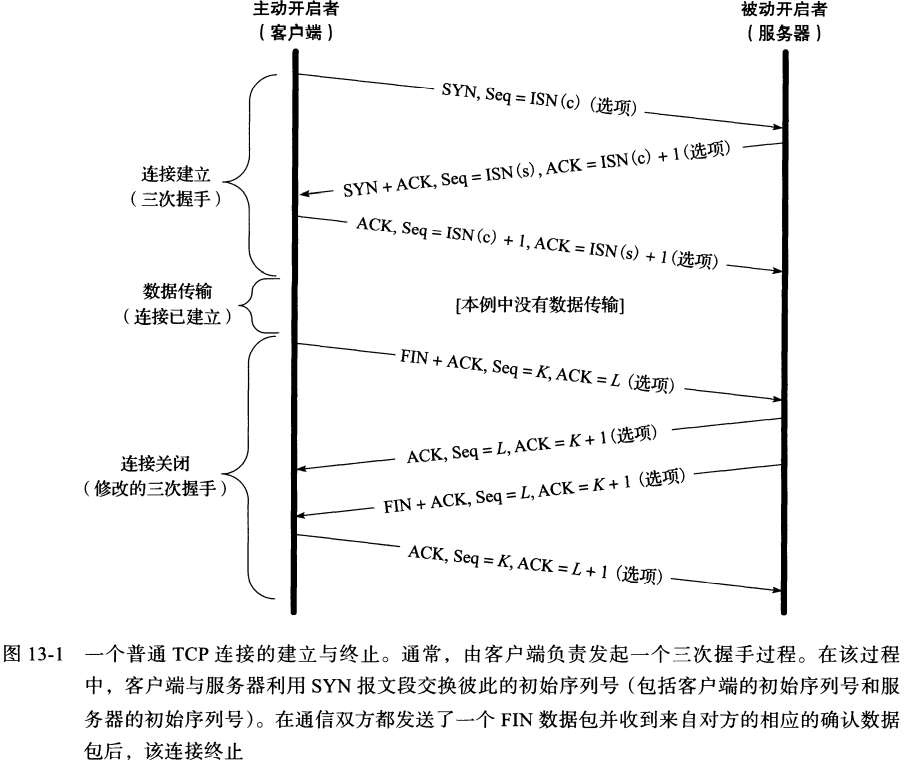 主动开启者
（客户端）
被动开启者
（服务器）
SYN, Seq = ISN(c) (选项)
SYN + ACK, Seq = ISN(s), ACK = ISN(c) + 1 (选项)
连接建立
（三次握手）
ACK, Seq = ISN(c) + 1, ACK = ISN(s) + 1 (选项)
数据传输
（连接已建立）
[本例中没有数据传输]
FIN + ACK, Seq = K, ACK = L (选项)
ACK, Seq = L, ACK = K + 1 (选项)
连接关闭
（修改的三次握手）
FIN + ACK, Seq = L, ACK = K + 1 (选项)
ACK, Seq = K, ACK = L + 1 (选项)
图 13-1 一个普通 TCP 连接的建立与终止。通常，由客户端负责发起一个三次握手过程。在该过程
中，客户端与服务器利用 SYN 报文段交换彼此的初始序列号（包括客户端的初始序列号和服
务器的初始序列号）。在通信双方都发送了一个 FIN 数据包并收到来自对方的相应的确认数据
包后，该连接终止